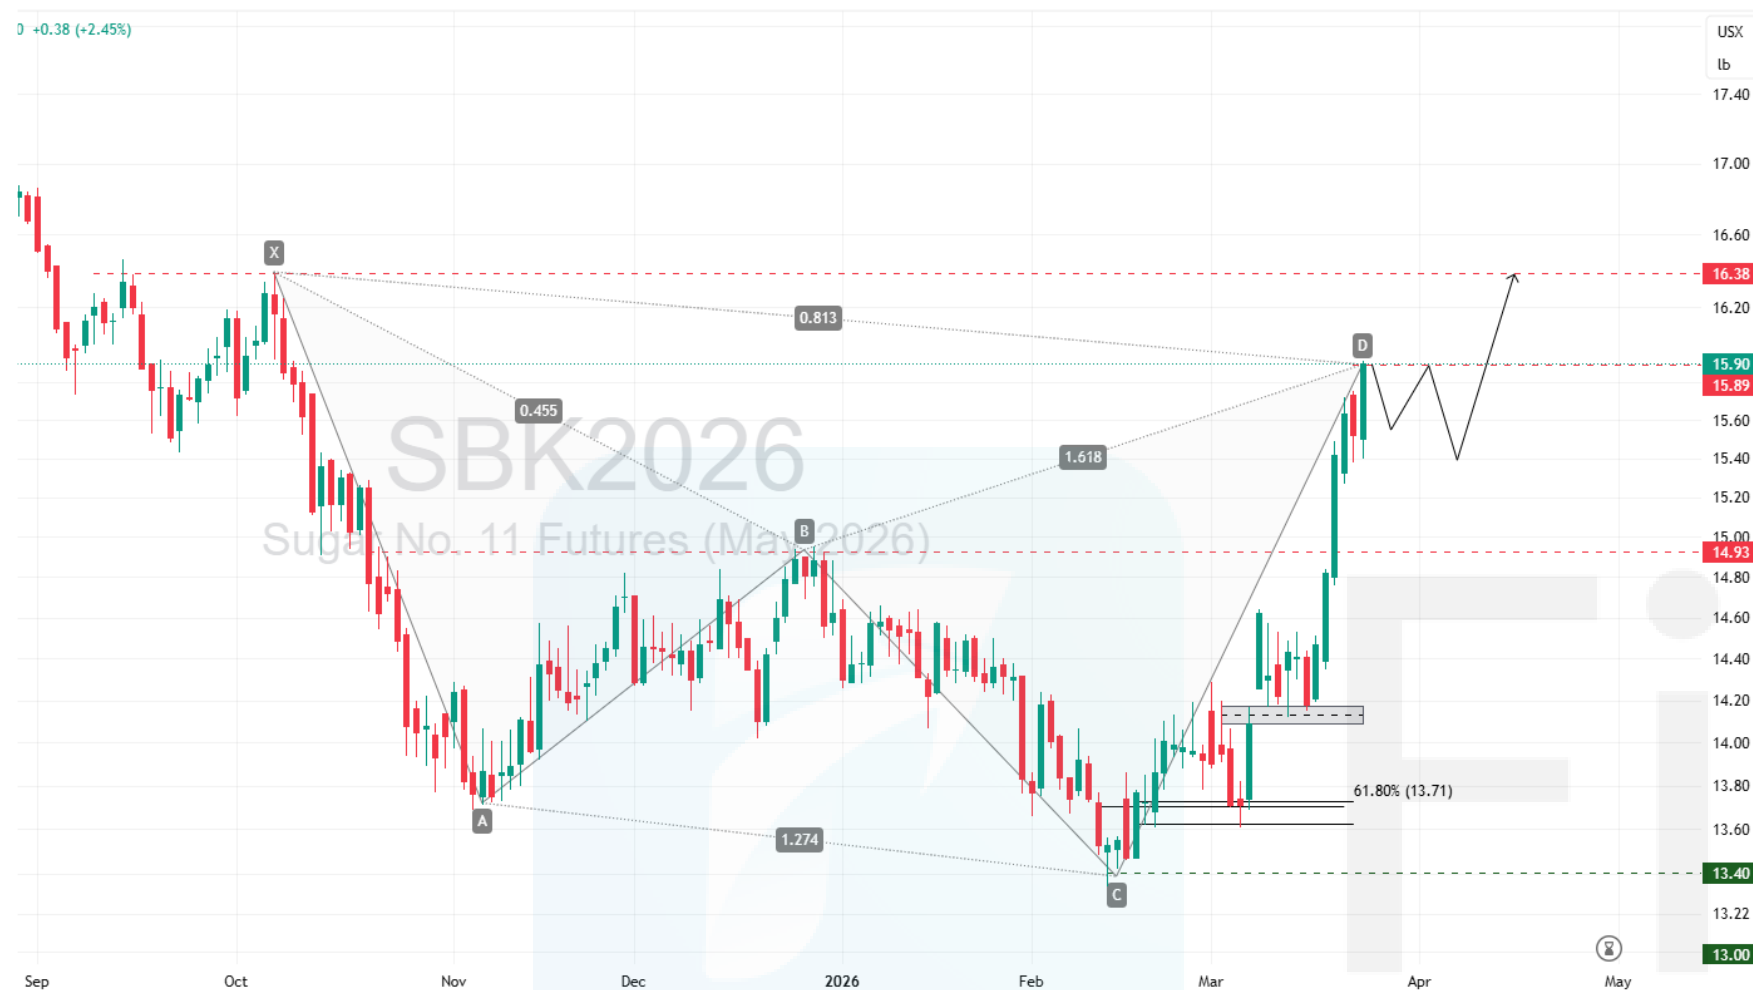 0 +0.38 (+2.45%)
USX
lb
17.40
17.00
16.60
X
16.38
0.813
16.20
D
15.90
15.89
0.455
15.60
SBK2026
1.618
15.40
15.20
B
Sugar No. 11 Futures (May 2026)
15.00
14.93
14.80
14.60
14.40
14.20
14.00
61.80% (13.71)
13.80
A
1.274
13.60
13.40
C
13.22
13.00
Sep
Oct
Nov
Dec
2026
Feb
Mar
Apr
May
Fi